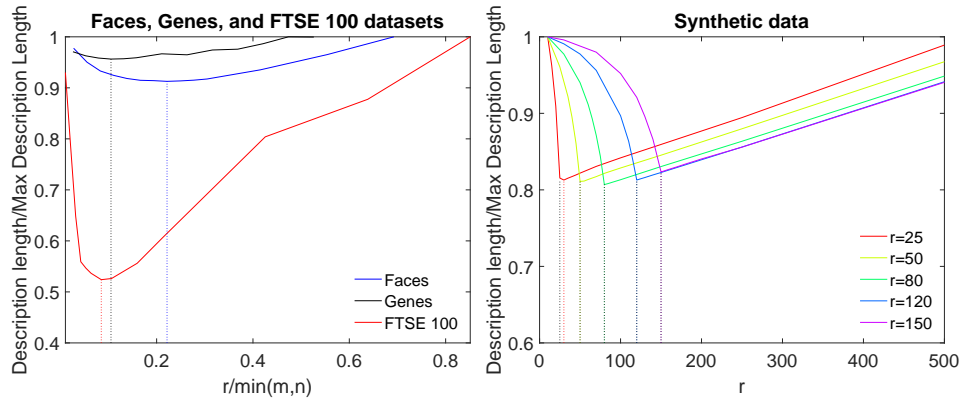 Faces, Genes, and FTSE 100 datasets
Description length/Max Description Length
1
0.9
0.8
0.7
0.6
0.5
0.4
0.2
0.4
0.6
0.8
r/min(m,n)
Faces
Genes
FTSE 100
Synthetic data
Description length/Max Description Length
1
0.9
0.8
0.7
0.6
0
100
200
300
400
500
r
r=25
r=50
r=80
r=120
r=150